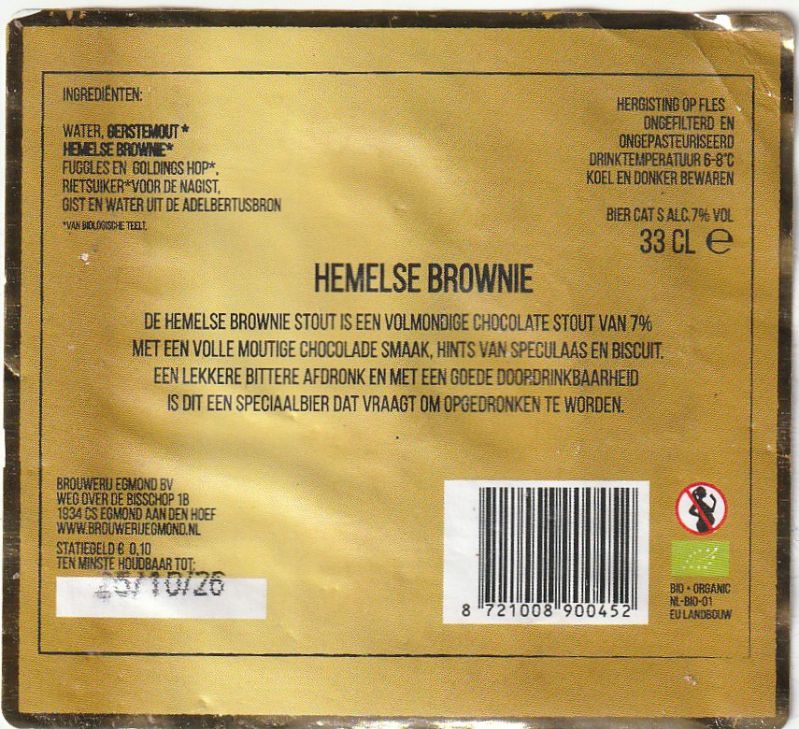 INGREDIËNTEN:
WATER, GERSTEMOUT*
HEMELSE BROWNIE*
FUGGLES EN GOLDINGS HOP*,
RIETSUIKER*VOOR DE NAGIST,
GIST EN WATER UIT DE ADELBERTUSBRON
*VAN BIOLOGISCHE TEELT.
HERGISTING OP FLES
ONGEFILTERD EN
ONGEPASTEURISEERD
DRINKTEMPERATUUR 6-8°C
KOEL EN DONKER BEWAREN
BIER CAT S ALC.7% VOL
33 CL ℮
HEMELSE BROWNIE
DE HEMELSE BROWNIE STOUT IS EEN VOLMONDIGE CHOCOLATE STOUT VAN 7%
MET EEN VOLLE MOUTIGE CHOCOLADE SMAAK, HINTS VAN SPECULAAS EN BISCUIT.
EEN LEKKERE BITTERE AFDRONK EN MET EEN GOEDE DOORDRINKBAARHEID
IS DIT EEN SPECIAALBIER DAT VRAAGT OM OPGEDRONKEN TE WORDEN.
BROUWERIJ EGMOND BV
WEG OVER DE BISSCHOP 1B
1934 CS EGMOND AAN DEN HOEF
WWW.BROUWERIJEGMOND.NL
STATIEGELD € 0,10
TEN MINSTE HOUDBAAR TOT:
25/10/26
8 721008 900452
BIO • ORGANIC
NL-BIO-01
EU LANDBOUW